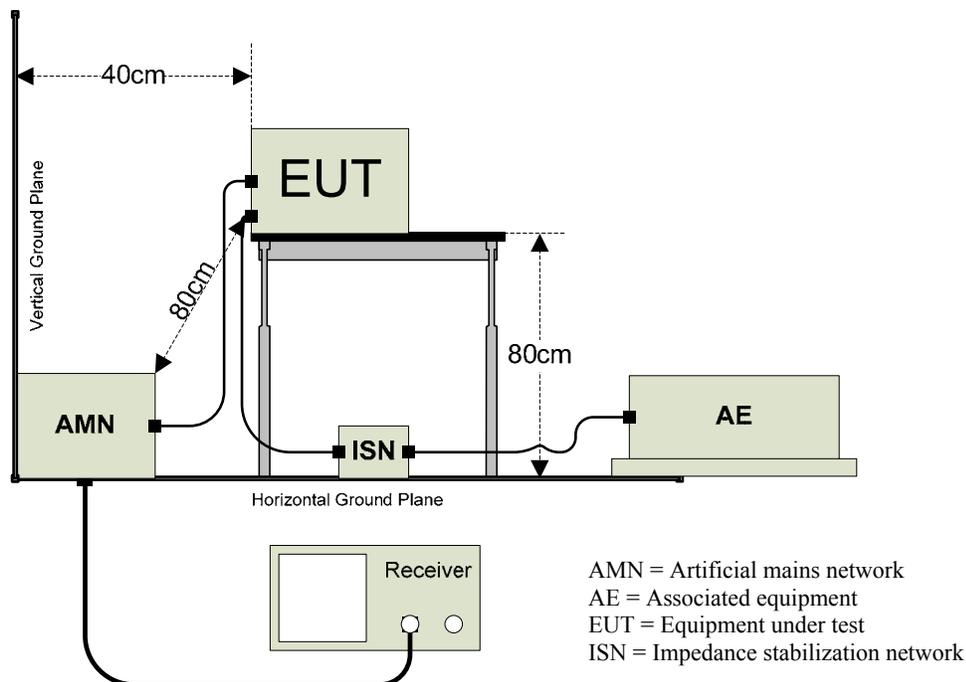 40cm
EUT
Vertical Ground Plane
80cm
80cm
AMN
ISN
AE
Horizontal Ground Plane
Receiver
AMN = Artificial mains network
AE = Associated equipment
EUT = Equipment under test
ISN = Impedance stabilization network